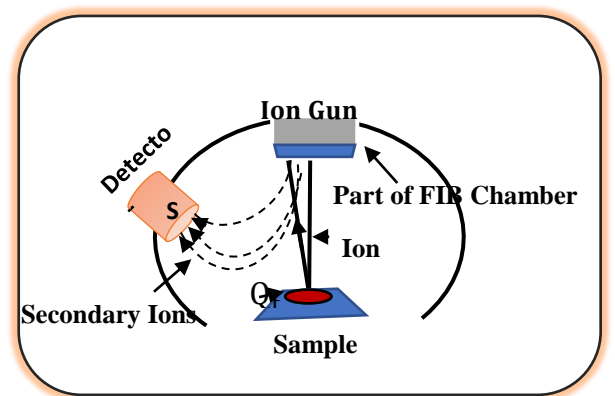 Ion Gun
Detecto
S
Part of FIB Chamber
Ion
Secondary Ions
Sample